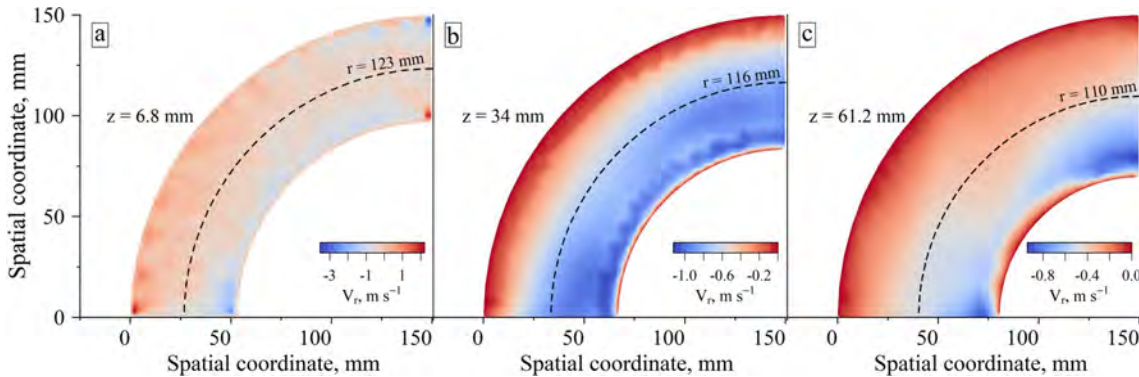 Spatial coordinate, mm
150
100
50
0
a
r = 123 mm
z = 6.8 mm
-3 -1 1
Vr, m s⁻¹
0 50 100 150
Spatial coordinate, mm
b
r = 116 mm
z = 34 mm
-1.0 -0.6 -0.2
Vr, m s⁻¹
0 50 100 150
Spatial coordinate, mm
c
r = 110 mm
z = 61.2 mm
-0.8 -0.4 0.0
Vr, m s⁻¹
0 50 100 150
Spatial coordinate, mm